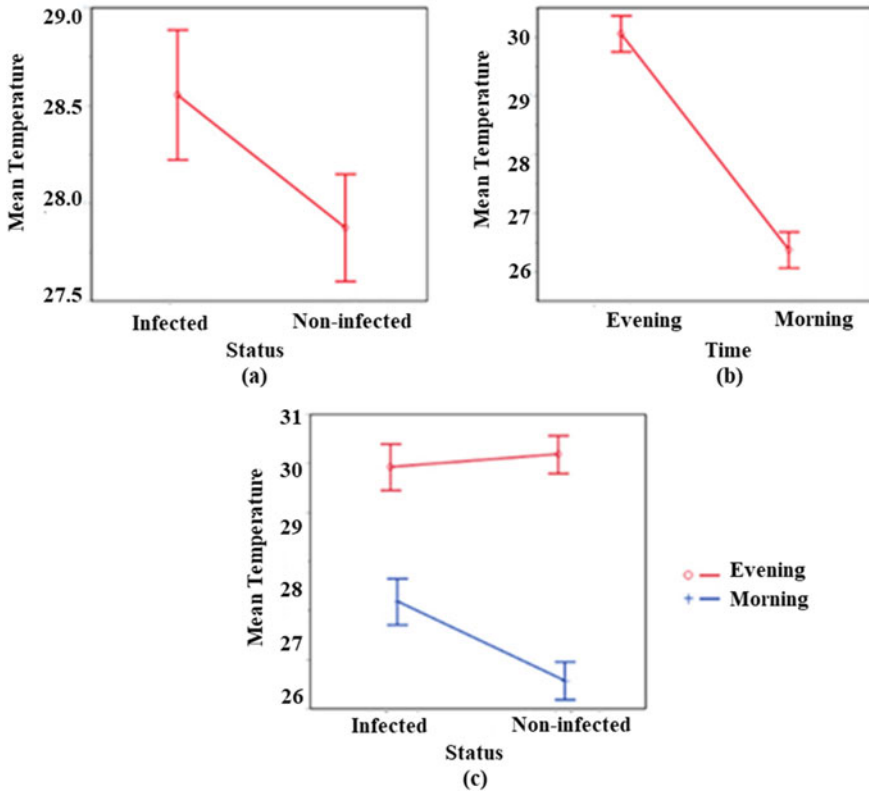 29.0
28.5
28.0
27.5
Mean Temperature
Infected Non-infected
Status
(a)
30
29
28
27
26
Mean Temperature
Evening Morning
Time
(b)
31
30
29
28
27
26
Mean Temperature
Infected Non-infected
Status
(c)
Evening
Morning